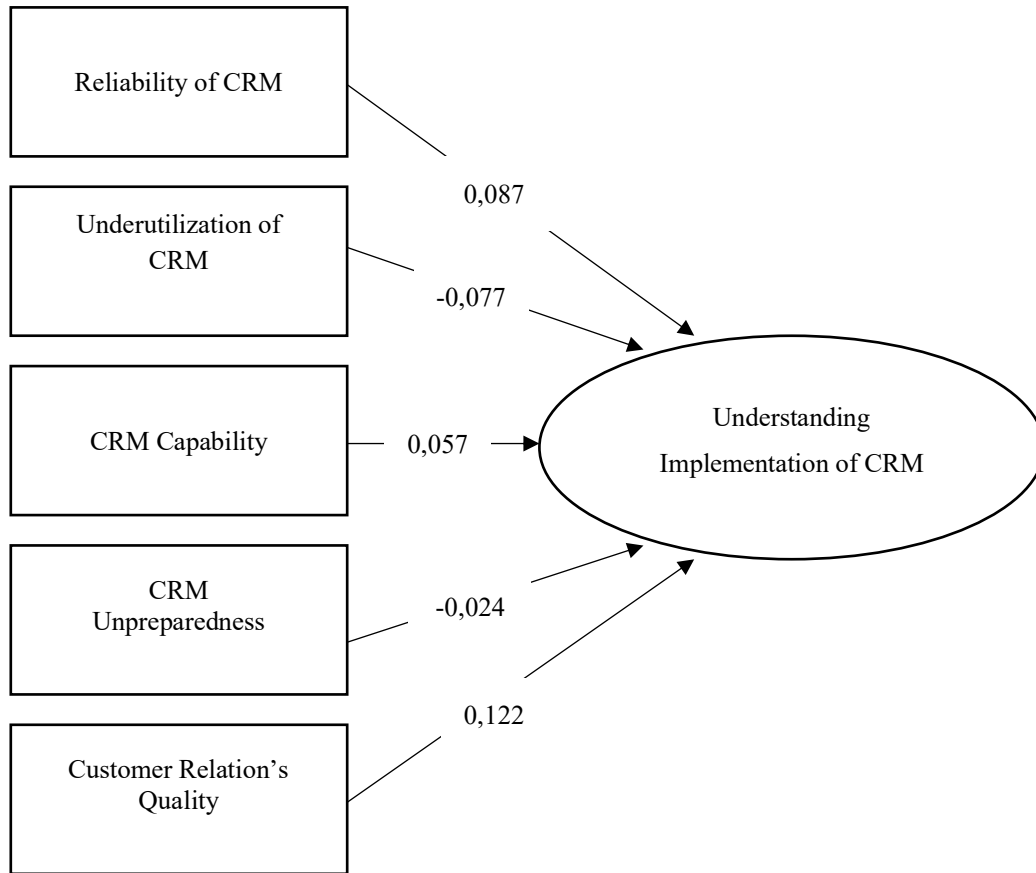 Reliability of CRM
0,087
Underutilization of
CRM
-0,077
CRM Capability
0,057
Understanding
Implementation of CRM
CRM
Unpreparedness
-0,024
Customer Relation’s
Quality
0,122